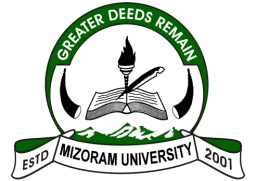 GREATER DEEDS REMAIN
ESTD MIZORAM UNIVERSITY 2001